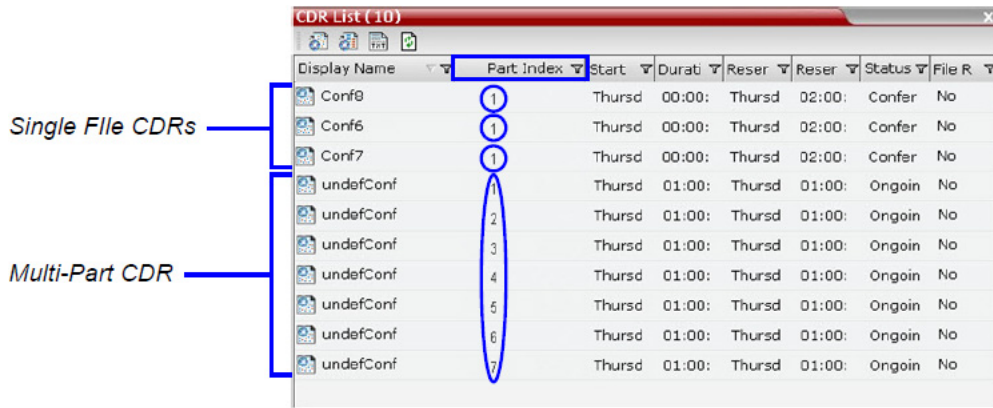 CDR List (10)
TXT
Display Name Part Index Start Durati Reser Reser Status File R
Conf8 1 Thursd 00:00: Thursd 02:00: Confer No
Single FIle CDRs
Conf6 1 Thursd 00:00: Thursd 02:00: Confer No
Conf7 1 Thursd 00:00: Thursd 02:00: Confer No
undefConf 1 Thursd 01:00: Thursd 01:00: Ongoin No
undefConf 2 Thursd 01:00: Thursd 01:00: Ongoin No
undefConf 3 Thursd 01:00: Thursd 01:00: Ongoin No
Multi-Part CDR
undefConf 4 Thursd 01:00: Thursd 01:00: Ongoin No
undefConf 5 Thursd 01:00: Thursd 01:00: Ongoin No
undefConf 6 Thursd 01:00: Thursd 01:00: Ongoin No
undefConf 7 Thursd 01:00: Thursd 01:00: Ongoin No